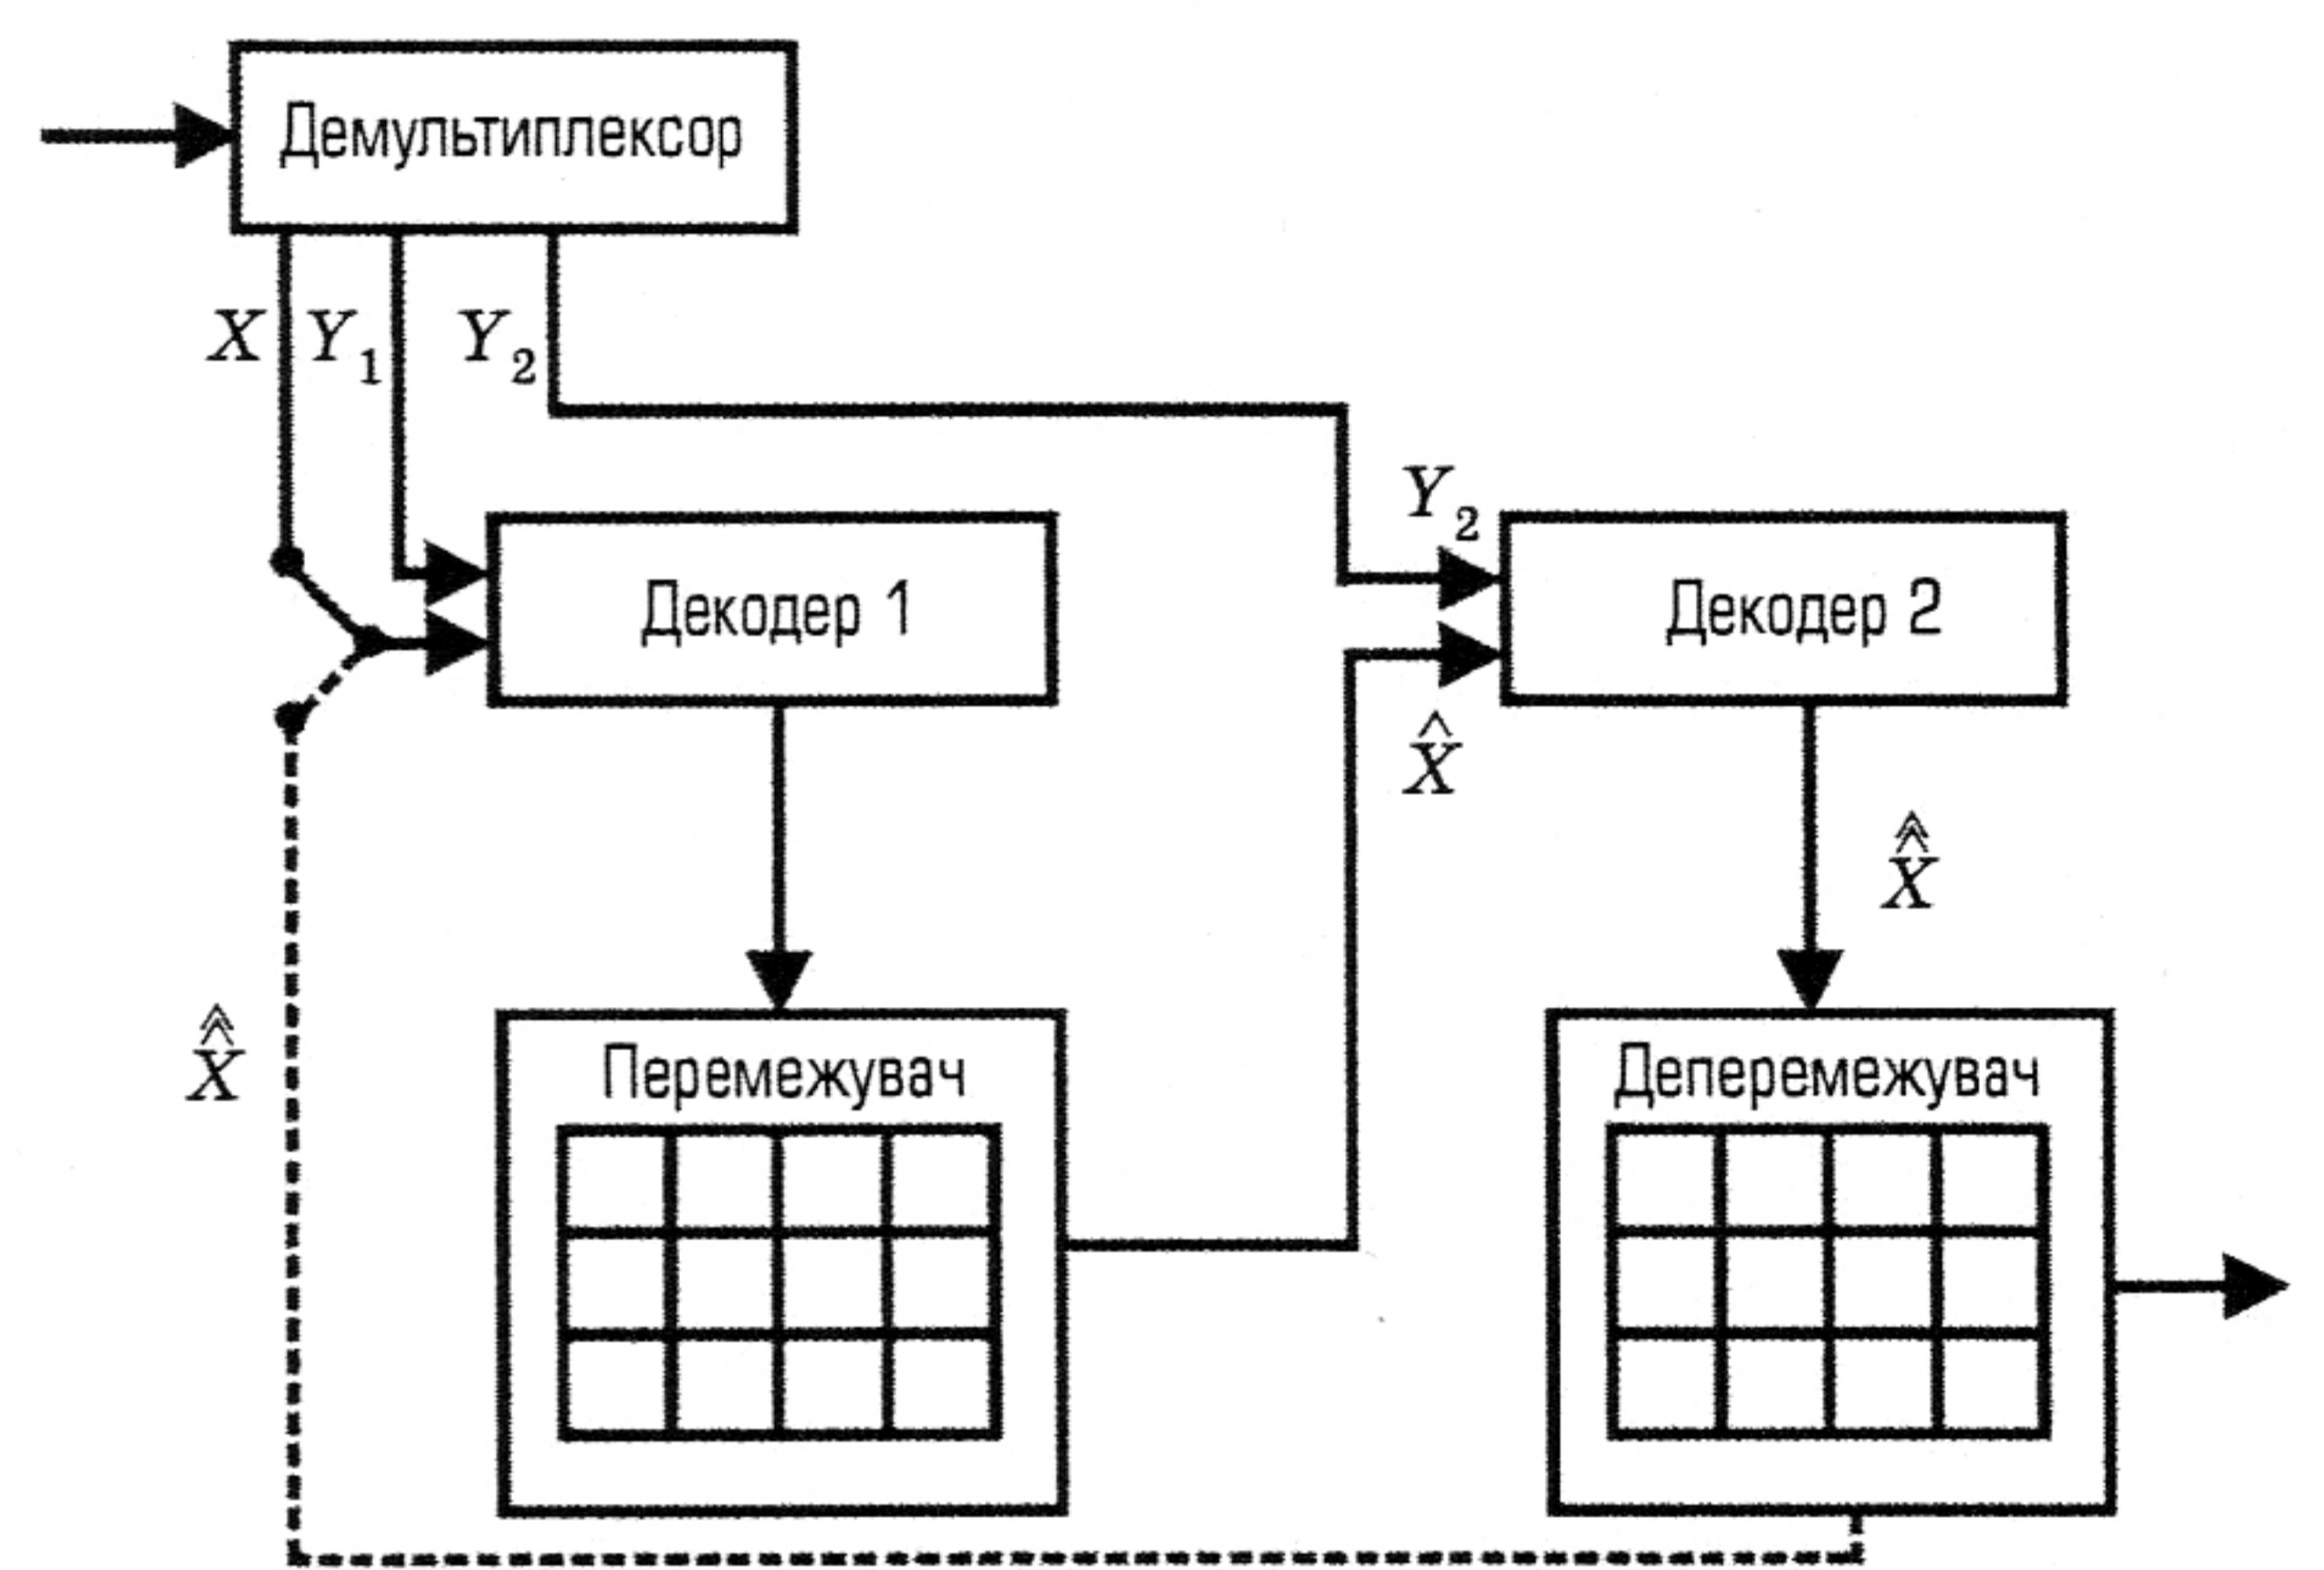 Демультиплексор
X Y₁ Y₂
Y₂
Декодер 1
Декодер 2
X̂
X̂̂
X̂̂
Перемежувач
Деперемежувач